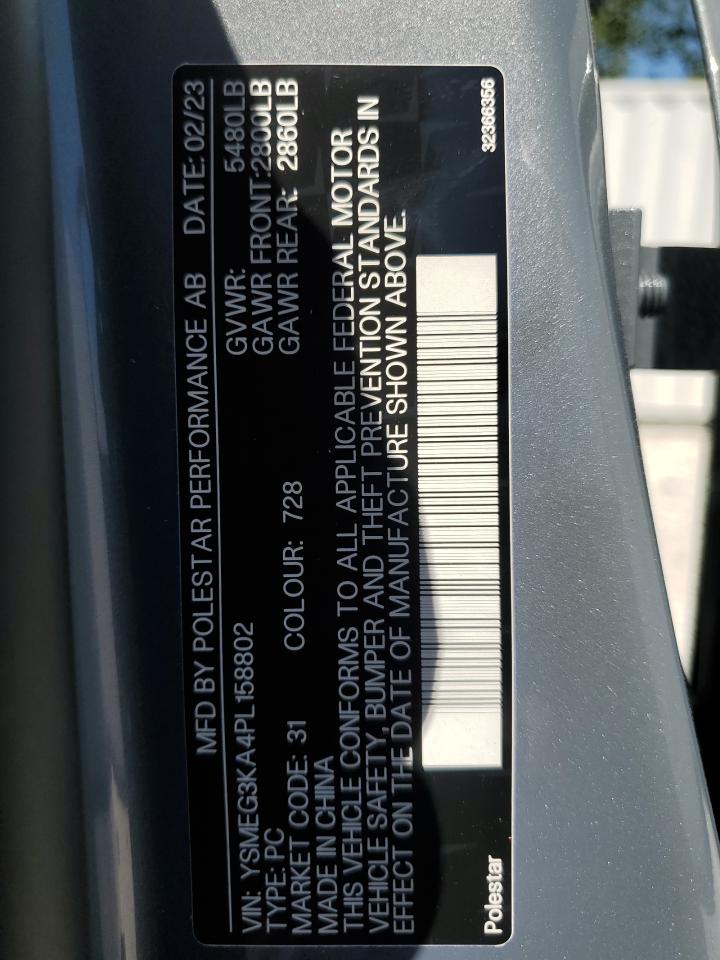 MFD BY POLESTAR PERFORMANCE AB DATE: 02/23
VIN: YSMEG3KA4PL158802 GVWR: 5480LB
TYPE: PC GAWR FRONT:2800LB
MARKET CODE: 31 COLOUR: 728 GAWR REAR: 2860LB
MADE IN CHINA
THIS VEHICLE CONFORMS TO ALL APPLICABLE FEDERAL MOTOR
VEHICLE SAFETY, BUMPER AND THEFT PREVENTION STANDARDS IN
EFFECT ON THE DATE OF MANUFACTURE SHOWN ABOVE.
Polestar 32366356